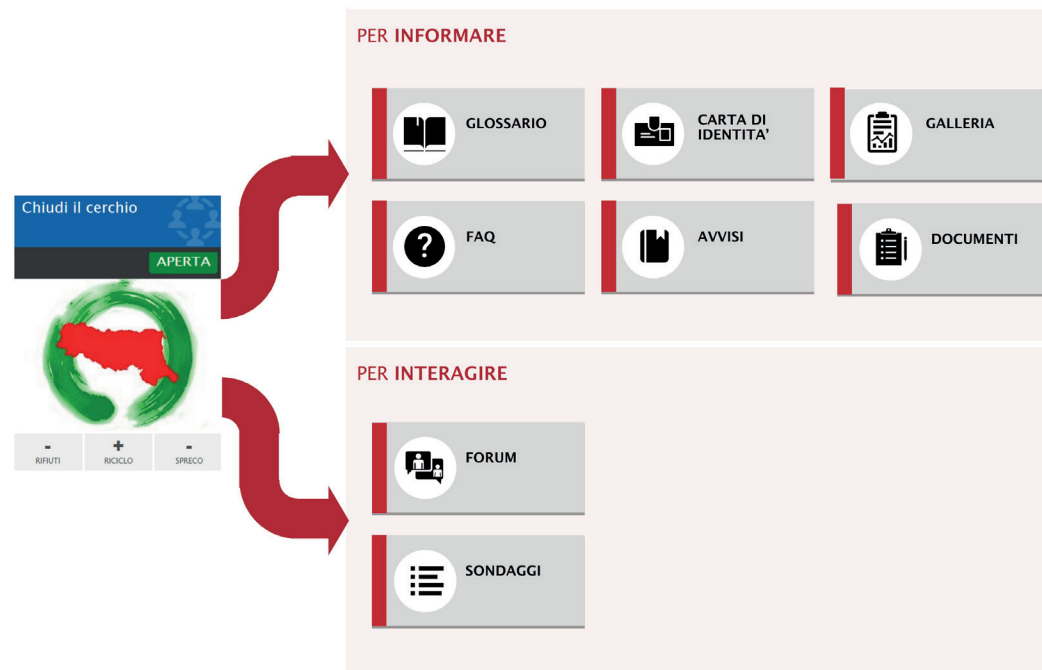 Chiudi il cerchio
APERTA
-
RIFIUTI
+
RICICLO
-
SPRECO
PER INFORMARE
GLOSSARIO
CARTA DI
IDENTITA’
GALLERIA
FAQ
AVVISI
DOCUMENTI
PER INTERAGIRE
FORUM
SONDAGGI